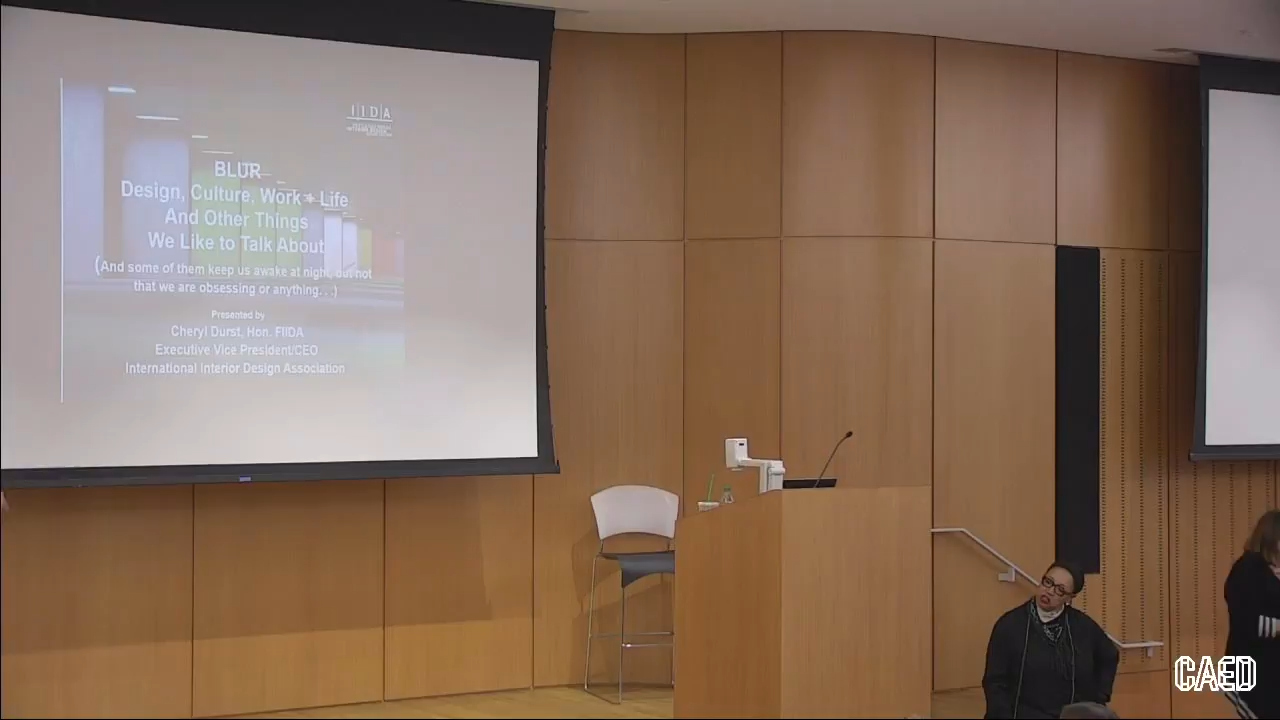 IIDA
BLUR
Design, Culture, Work + Life
And Other Things
We Like to Talk About
(And some of them keep us awake at night, but not
that we are obsessing or anything. . .)
Presented by
Cheryl Durst, Hon. FIIDA
Executive Vice President/CEO
International Interior Design Association
CAED